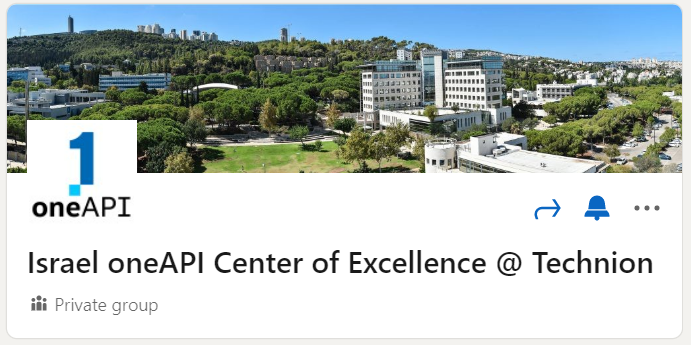 1
oneAPI
Israel oneAPI Center of Excellence @ Technion
Private group